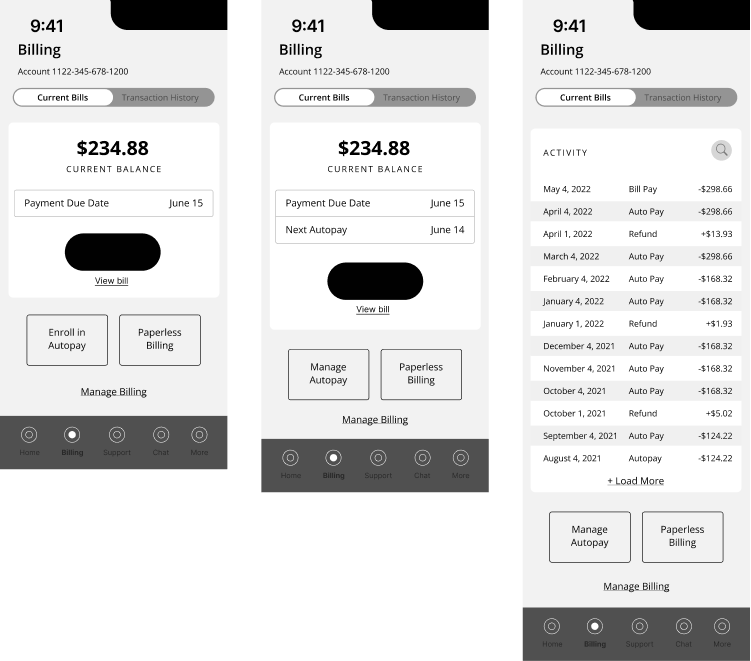 9:41
Billing
Account 1122-345-678-1200
Current Bills Transaction History
$234.88
CURRENT BALANCE
Payment Due Date June 15
View bill
Enroll in
Autopay
Paperless
Billing
Manage Billing
Home Billing Support Chat More
9:41
Billing
Account 1122-345-678-1200
Current Bills Transaction History
$234.88
CURRENT BALANCE
Payment Due Date June 15
Next Autopay June 14
View bill
Manage
Autopay
Paperless
Billing
Manage Billing
Home Billing Support Chat More
9:41
Billing
Account 1122-345-678-1200
Current Bills Transaction History
ACTIVITY
May 4, 2022 Bill Pay -$298.66
April 4, 2022 Auto Pay -$298.66
April 1, 2022 Refund +$13.93
March 4, 2022 Auto Pay -$298.66
February 4, 2022 Auto Pay -$168.32
January 4, 2022 Auto Pay -$168.32
January 1, 2022 Refund +$1.93
December 4, 2021 Auto Pay -$168.32
November 4, 2021 Auto Pay -$168.32
October 4, 2021 Auto Pay -$168.32
October 1, 2021 Refund +$5.02
September 4, 2021 Auto Pay -$124.22
August 4, 2021 Autopay -$124.22
+ Load More
Manage
Autopay
Paperless
Billing
Manage Billing
Home Billing Support Chat More